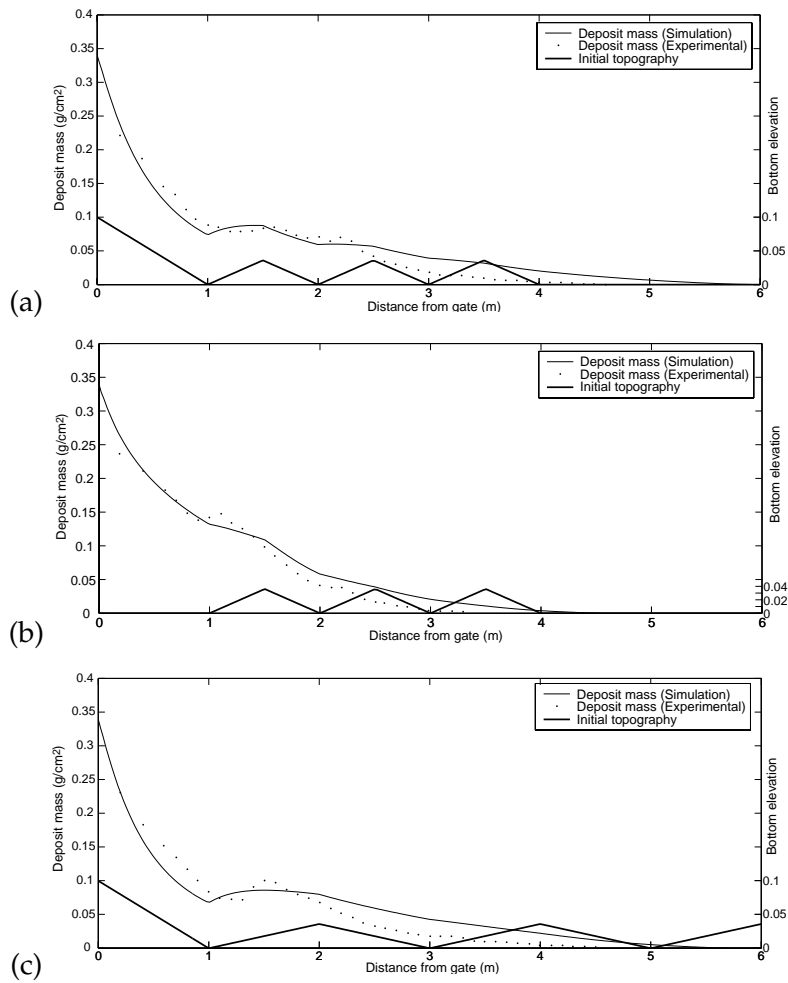 0.4
0.35
0.3
0.25
0.2
0.15
0.1
0.05
0
Deposit mass (g/cm2)
Deposit mass (Simulation)
Deposit mass (Experimental)
Initial topography
Bottom elevation
0.1
0.05
0
0 1 2 3 4 5 6
Distance from gate (m)
(a)
0.4
0.35
0.3
0.25
0.2
0.15
0.1
0.05
0
Deposit mass (g/cm2)
Deposit mass (Simulation)
Deposit mass (Experimental)
Initial topography
Bottom elevation
0.04
0.02
0
0 1 2 3 4 5 6
Distance from gate (m)
(b)
0.4
0.35
0.3
0.25
0.2
0.15
0.1
0.05
0
Deposit mass (g/cm2)
Deposit mass (Simulation)
Deposit mass (Experimental)
Initial topography
Bottom elevation
0.1
0.05
0
0 1 2 3 4 5 6
Distance from gate (m)
(c)